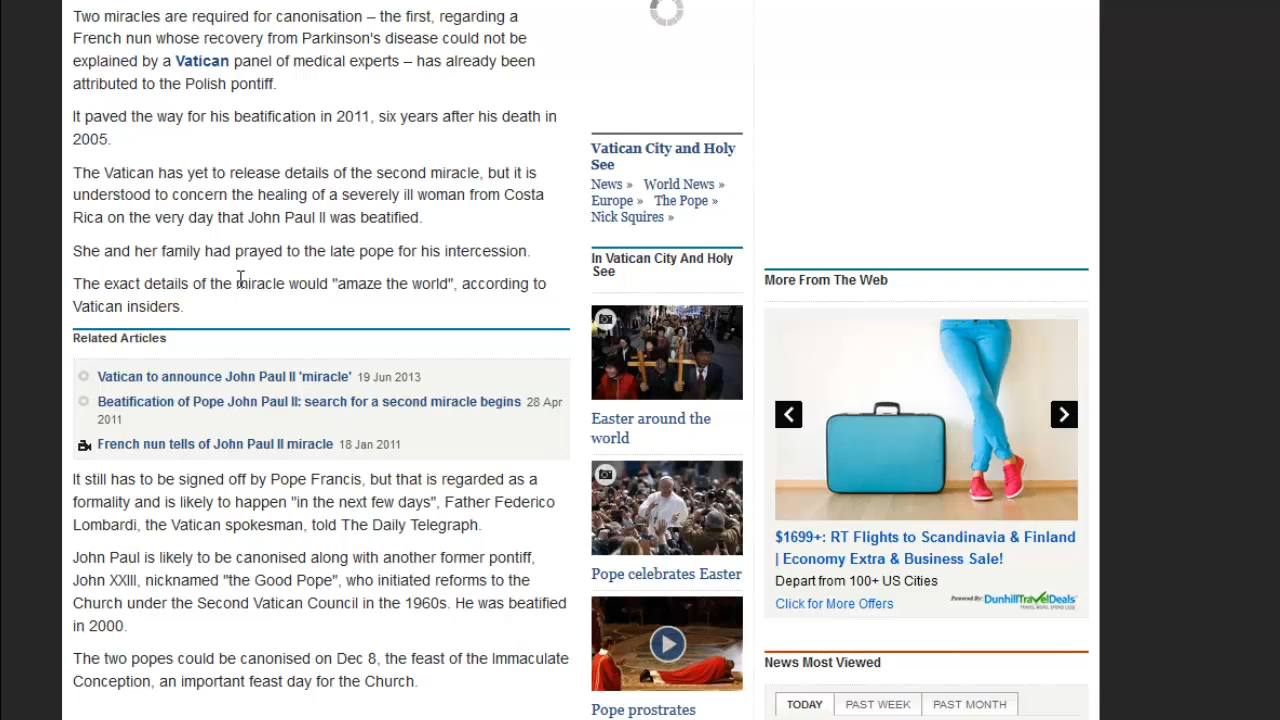 Two miracles are required for canonisation – the first, regarding a
French nun whose recovery from Parkinson's disease could not be
explained by a Vatican panel of medical experts – has already been
attributed to the Polish pontiff.
It paved the way for his beatification in 2011, six years after his death in
2005.
The Vatican has yet to release details of the second miracle, but it is
understood to concern the healing of a severely ill woman from Costa
Rica on the very day that John Paul II was beatified.
She and her family had prayed to the late pope for his intercession.
The exact details of the miracle would "amaze the world", according to
Vatican insiders.
Related Articles
Vatican to announce John Paul II 'miracle' 19 Jun 2013
Beatification of Pope John Paul II: search for a second miracle begins 28 Apr
2011
French nun tells of John Paul II miracle 18 Jan 2011
It still has to be signed off by Pope Francis, but that is regarded as a
formality and is likely to happen "in the next few days", Father Federico
Lombardi, the Vatican spokesman, told The Daily Telegraph.
John Paul is likely to be canonised along with another former pontiff,
John XXIII, nicknamed "the Good Pope", who initiated reforms to the
Church under the Second Vatican Council in the 1960s. He was beatified
in 2000.
The two popes could be canonised on Dec 8, the feast of the Immaculate
Conception, an important feast day for the Church.
Vatican City and Holy
See
News » World News »
Europe » The Pope »
Nick Squires »
In Vatican City And Holy
See
Easter around the
world
Pope celebrates Easter
Pope prostrates
More From The Web
$1699+: RT Flights to Scandinavia & Finland
| Economy Extra & Business Sale!
Depart from 100+ US Cities
Click for More Offers
Powered By: DunhillTravelDeals
TRAVEL MORE. SPEND LESS
News Most Viewed
TODAY PAST WEEK PAST MONTH